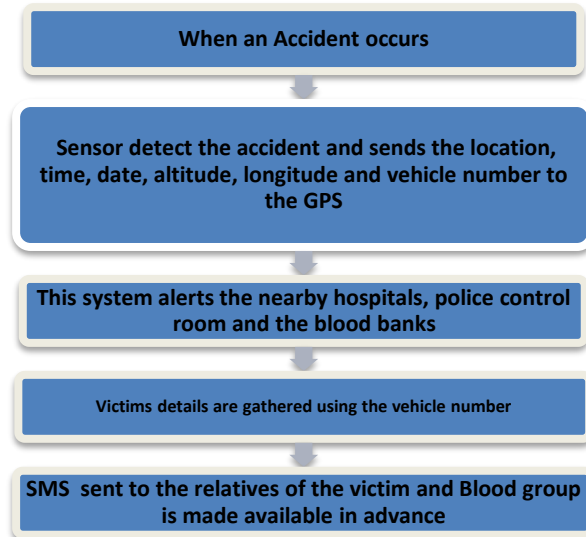 When an Accident occurs
Sensor detect the accident and sends the location,
time, date, altitude, longitude and vehicle number to
the GPS
This system alerts the nearby hospitals, police control
room and the blood banks
Victims details are gathered using the vehicle number
SMS sent to the relatives of the victim and Blood group
is made available in advance